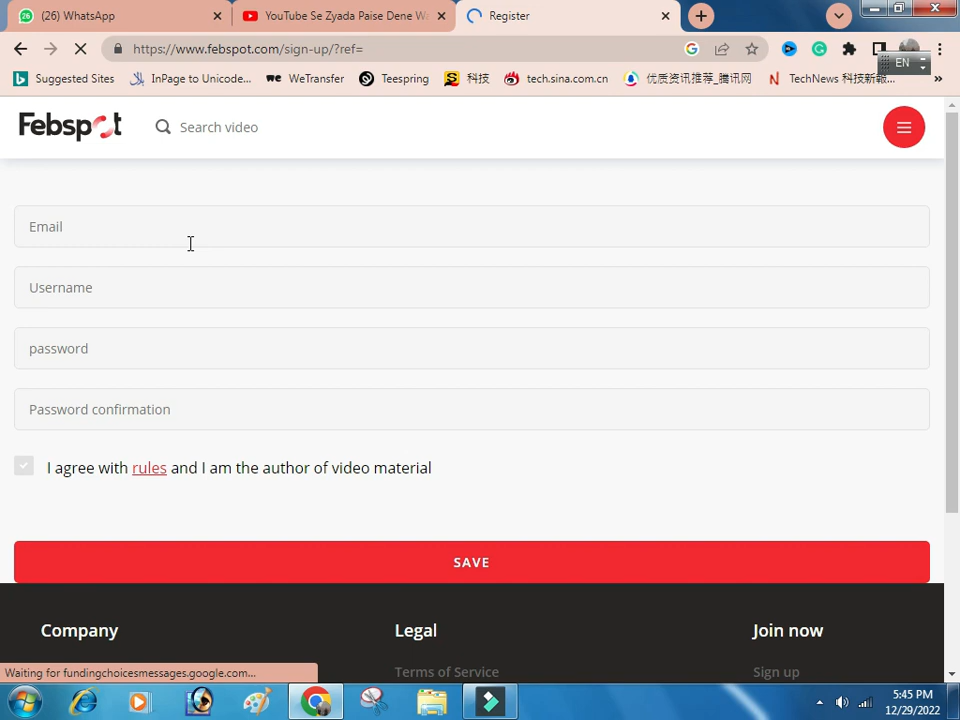 (26) WhatsApp
YouTube Se Zyada Paise Dene Wa
Register
https://www.febspot.com/sign-up/?ref=
EN
Suggested Sites
InPage to Unicode...
WeTransfer
Teespring
科技
tech.sina.com.cn
优质资讯推荐_腾讯网
TechNews 科技新報...
»
Febspot
Search video
Email
Username
password
Password confirmation
I agree with rules and I am the author of video material
SAVE
Company
Legal
Join now
Terms of Service
Sign up
Waiting for fundingchoicesmessages.google.com...
5:45 PM
12/29/2022